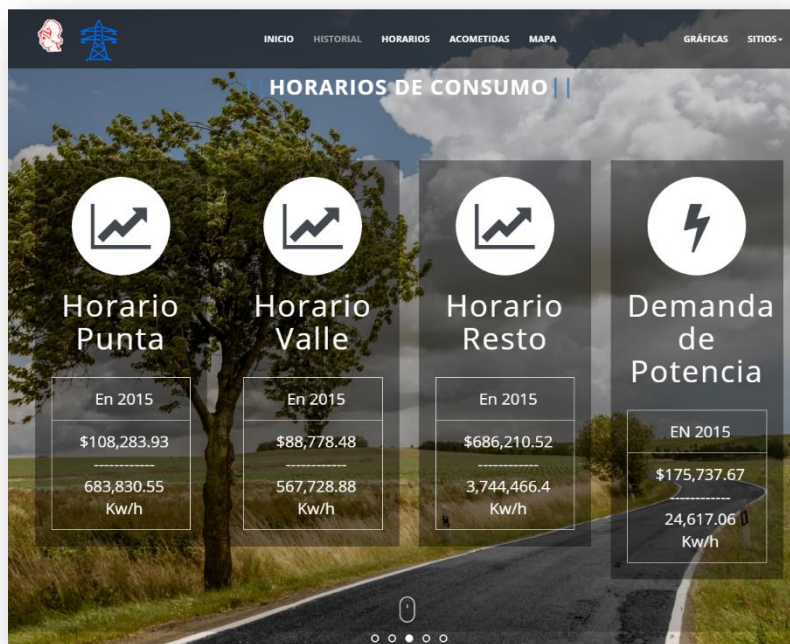 INICIO HISTORIAL HORARIOS ACOMETIDAS MAPA GRÁFICAS SITIOS
||HORARIOS DE CONSUMO||
Horario
Punta
En 2015
$108,283.93
------------
683,830.55
Kw/h
Horario
Valle
En 2015
$88,778.48
------------
567,728.88
Kw/h
Horario
Resto
En 2015
$686,210.52
------------
3,744,466.4
Kw/h
Demanda
de
Potencia
EN 2015
$175,737.67
------------
24,617.06
Kw/h